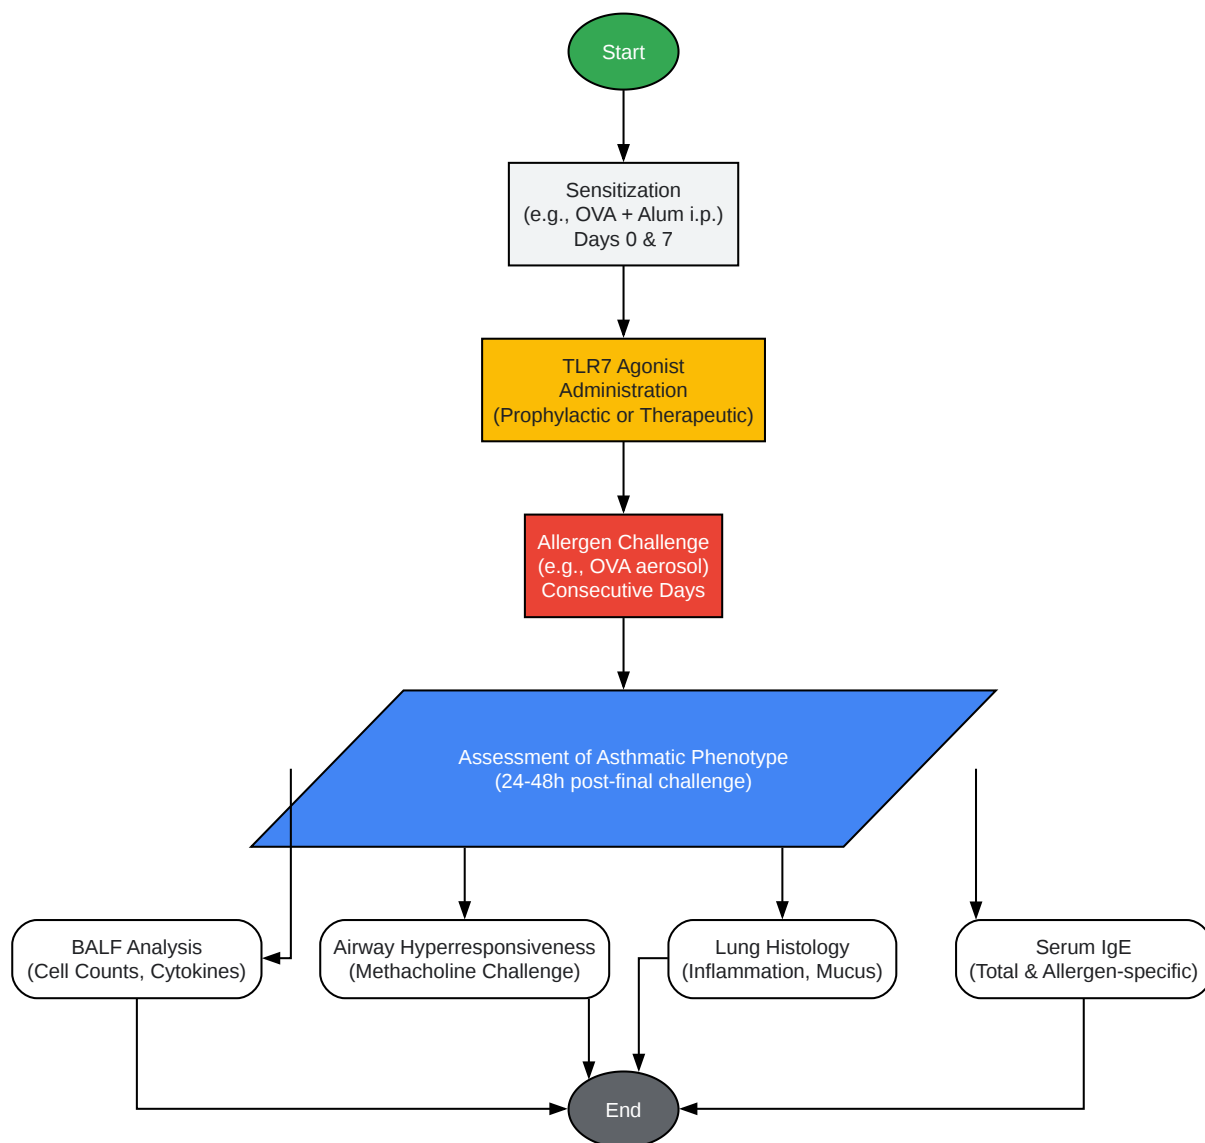 Start
Sensitization
(e.g., OVA + Alum i.p.)
Days 0 & 7
TLR7 Agonist
Administration
(Prophylactic or Therapeutic)
Allergen Challenge
(e.g., OVA aerosol)
Consecutive Days
Assessment of Asthmatic Phenotype
(24-48h post-final challenge)
BALF Analysis
(Cell Counts, Cytokines)
Airway Hyperresponsiveness
(Methacholine Challenge)
Lung Histology
(Inflammation, Mucus)
Serum IgE
(Total & Allergen-specific)
End